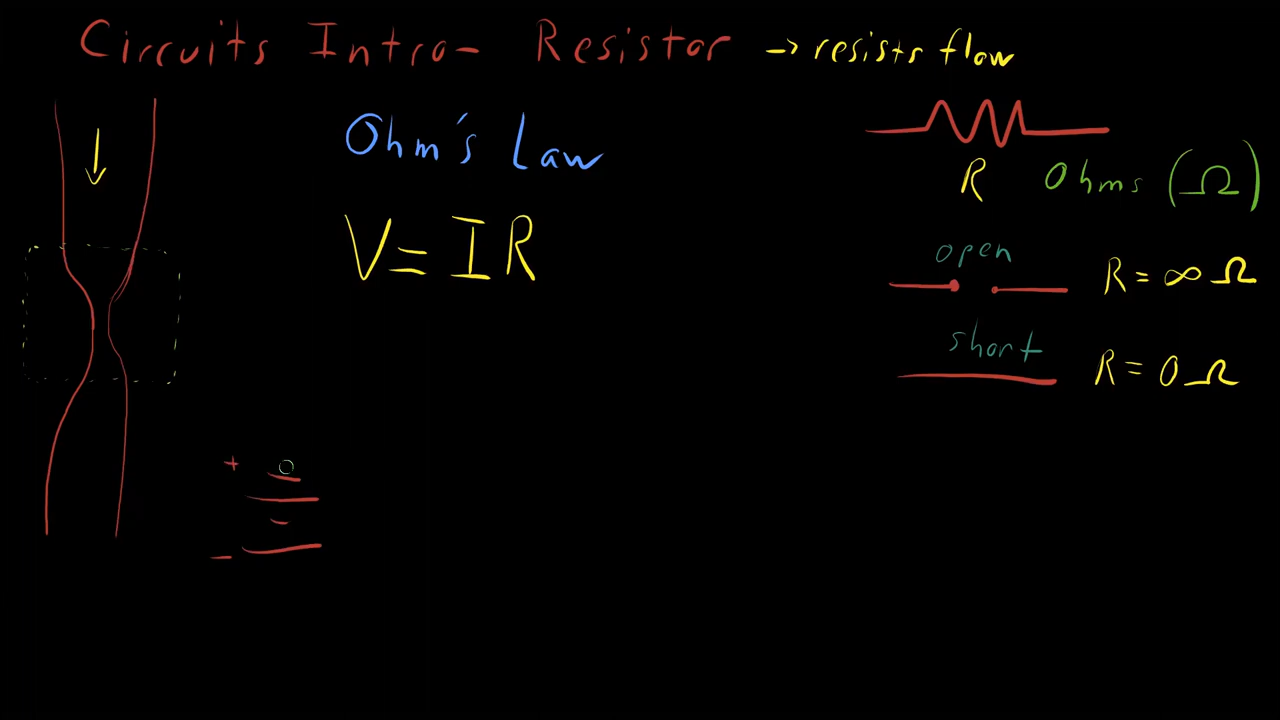 Circuits Intro- Resistor → resists flow
Ohm's Law
V = IR
R Ohms (Ω)
open
R = ∞ Ω
short
R = 0 Ω
+
-